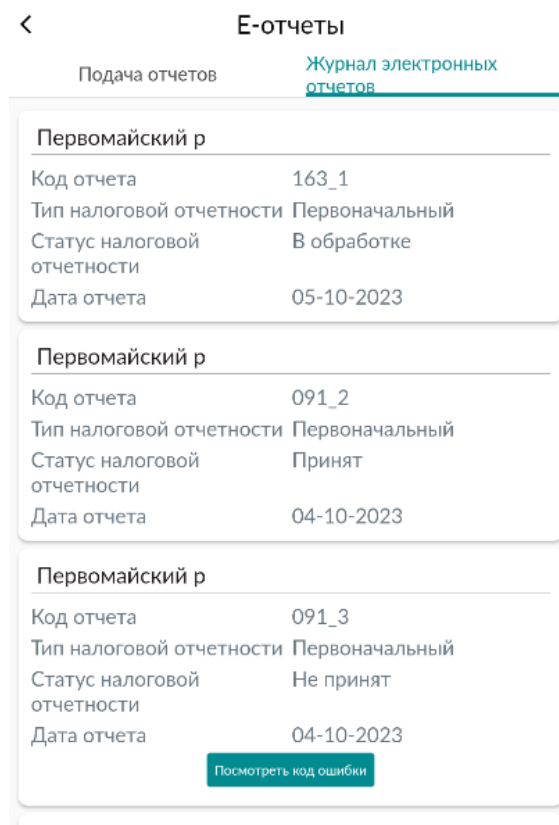 Е-отчеты
Подача отчетов
Журнал электронных
отчетов
Первомайский р
Код отчета 163_1
Тип налоговой отчетности Первоначальный
Статус налоговой В обработке
отчетности
Дата отчета 05-10-2023
Первомайский р
Код отчета 091_2
Тип налоговой отчетности Первоначальный
Статус налоговой Принят
отчетности
Дата отчета 04-10-2023
Первомайский р
Код отчета 091_3
Тип налоговой отчетности Первоначальный
Статус налоговой Не принят
отчетности
Дата отчета 04-10-2023
Посмотреть код ошибки